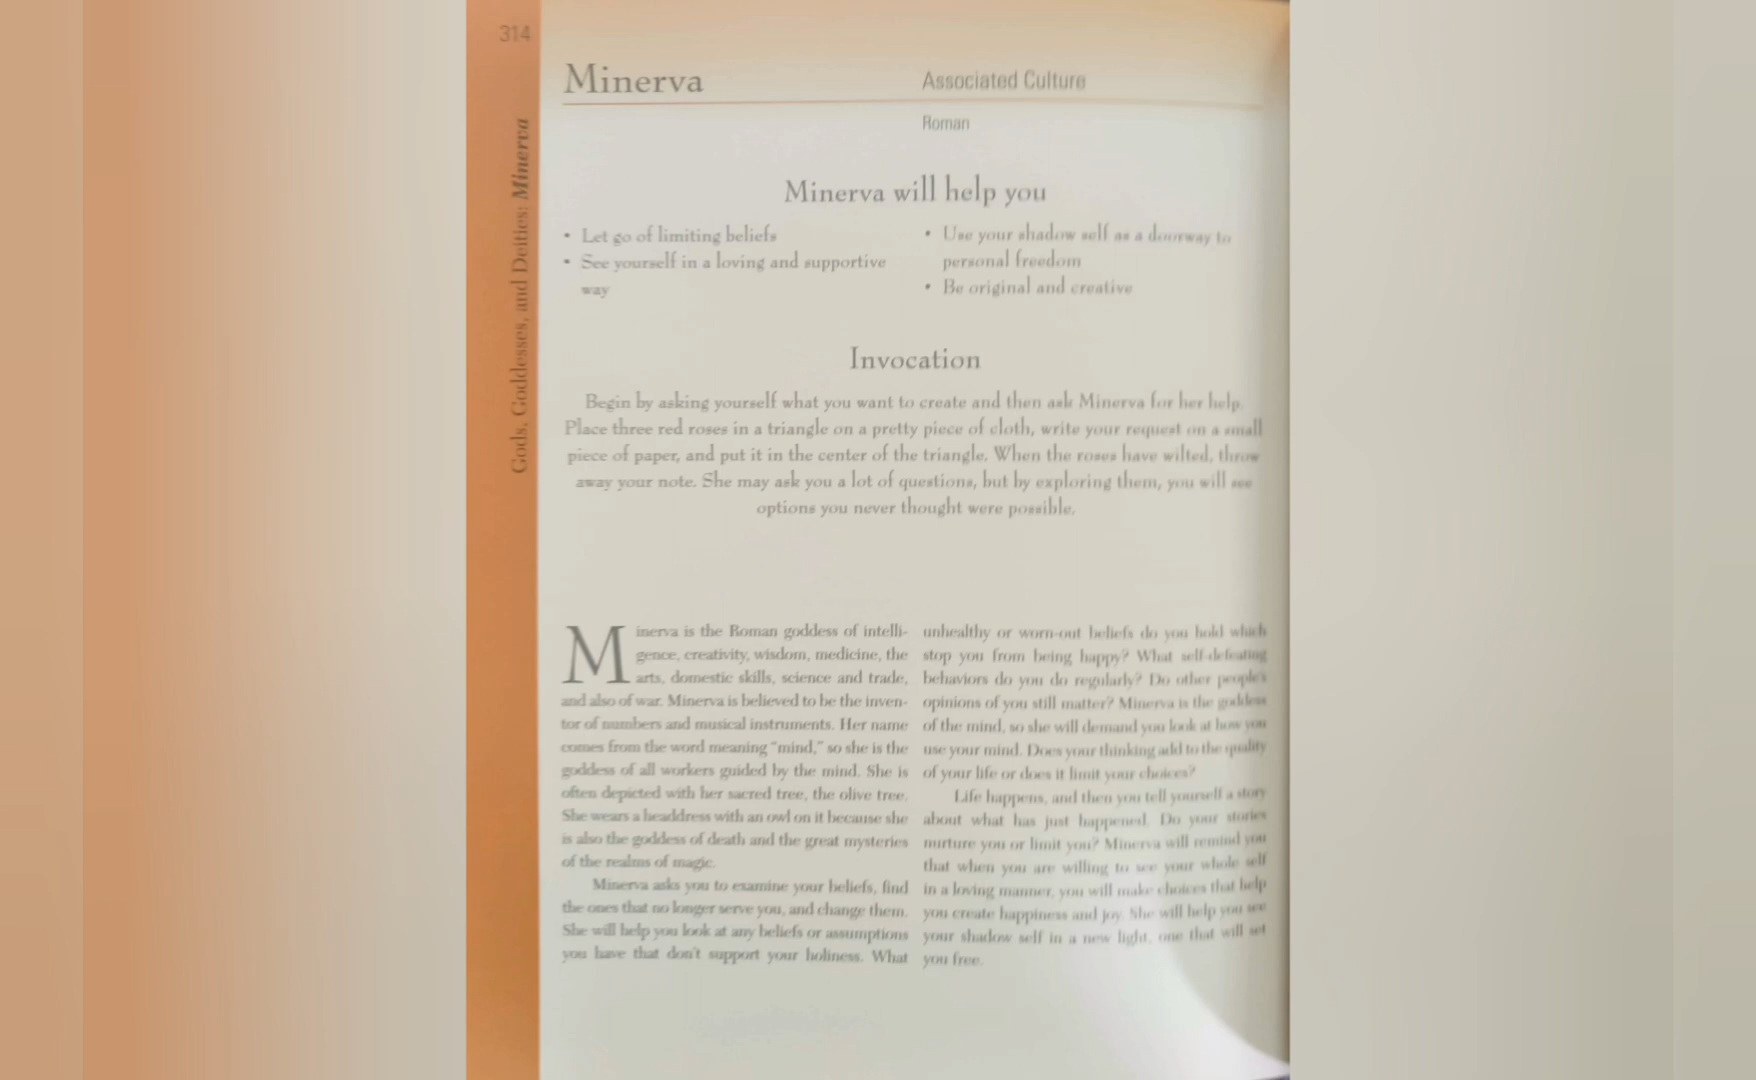 314
Gods, Goddesses, and Deities: Minerva
Minerva
Associated Culture
Roman
Minerva will help you
• Let go of limiting beliefs
• See yourself in a loving and supportive
way
• Use your shadow self as a doorway to
personal freedom
• Be original and creative
Invocation
Begin by asking yourself what you want to create and then ask Minerva for her help.
Place three red roses in a triangle on a pretty piece of cloth, write your request on a small
piece of paper, and put it in the center of the triangle. When the roses have wilted, throw
away your note. She may ask you a lot of questions, but by exploring them, you will see
options you never thought were possible.
Minerva is the Roman goddess of intelli-
gence, creativity, wisdom, medicine, the
arts, domestic skills, science and trade,
and also of war. Minerva is believed to be the inven-
tor of numbers and musical instruments. Her name
comes from the word meaning “mind,” so she is the
goddess of all workers guided by the mind. She is
often depicted with her sacred tree, the olive tree.
She wears a headdress with an owl on it because she
is also the goddess of death and the great mysteries
of the realms of magic.
Minerva asks you to examine your beliefs, find
the ones that no longer serve you, and change them.
She will help you look at any beliefs or assumptions
you have that don't support your holiness. What
unhealthy or worn-out beliefs do you hold which
stop you from being happy? What self-defeating
behaviors do you do regularly? Do other people's
opinions of you still matter? Minerva is the goddess
of the mind, so she will demand you look at how you
use your mind. Does your thinking add to the quality
of your life or does it limit your choices?
Life happens, and then you tell yourself a story
about what has just happened. Do your stories
nurture you or limit you? Minerva will remind you
that when you are willing to see your whole self
in a loving manner, you will make choices that help
you create happiness and joy. She will help you see
your shadow self in a new light, one that will set
you free.